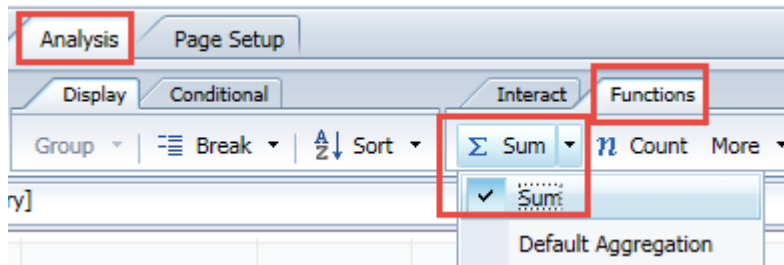 Analysis Page Setup
Display Conditional Interact Functions
Group Break Sort Σ Sum n Count More
ry] Sum
Default Aggregation